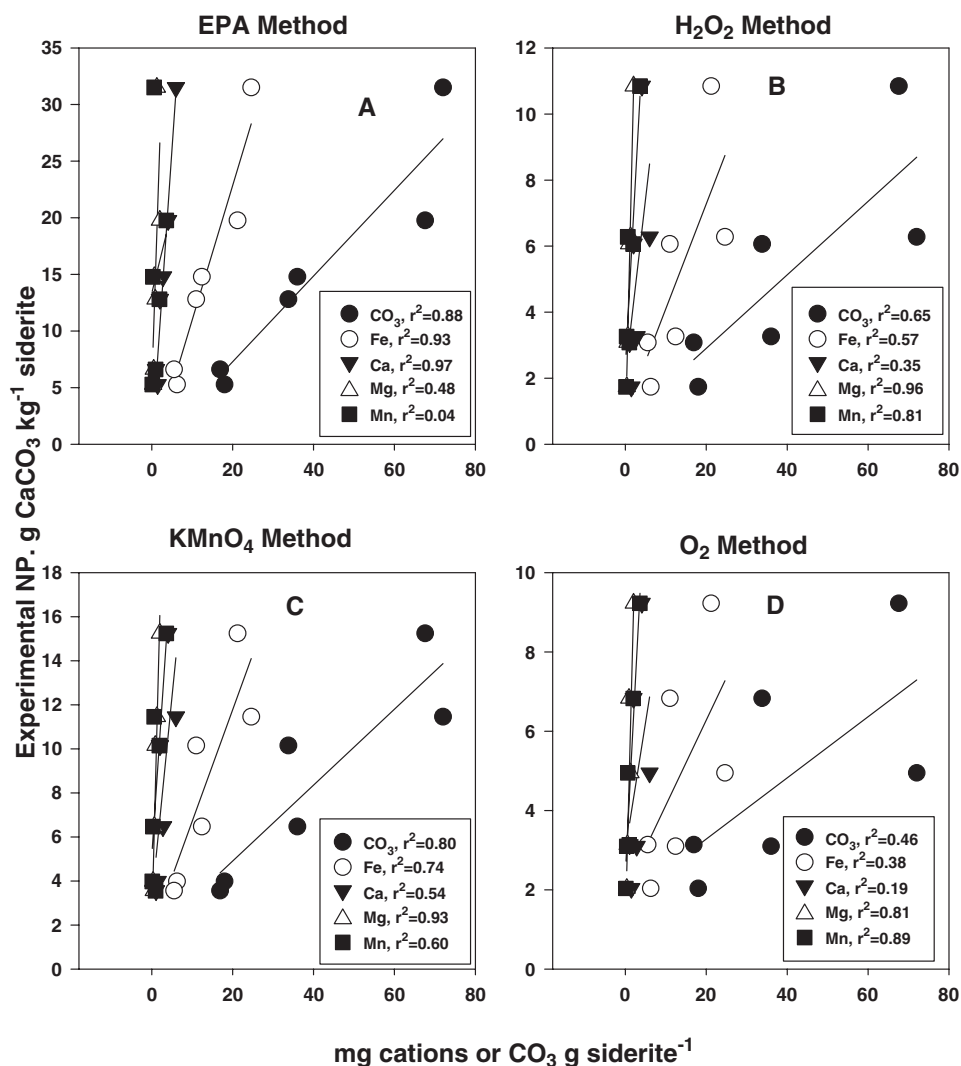 EPA Method
H₂O₂ Method
Experimental NP. g CaCO₃ kg⁻¹ siderite
35
30
25
20
15
10
5
0
A
CO₃, r²=0.88
Fe, r²=0.93
Ca, r²=0.97
Mg, r²=0.48
Mn, r²=0.04
0 20 40 60 80
12
10
8
6
4
2
0
B
CO₃, r²=0.65
Fe, r²=0.57
Ca, r²=0.35
Mg, r²=0.96
Mn, r²=0.81
0 20 40 60 80
KMnO₄ Method
O₂ Method
18
16
14
12
10
8
6
4
2
0
C
CO₃, r²=0.80
Fe, r²=0.74
Ca, r²=0.54
Mg, r²=0.93
Mn, r²=0.60
0 20 40 60 80
10
8
6
4
2
0
D
CO₃, r²=0.46
Fe, r²=0.38
Ca, r²=0.19
Mg, r²=0.81
Mn, r²=0.89
0 20 40 60 80
mg cations or CO₃ g siderite⁻¹